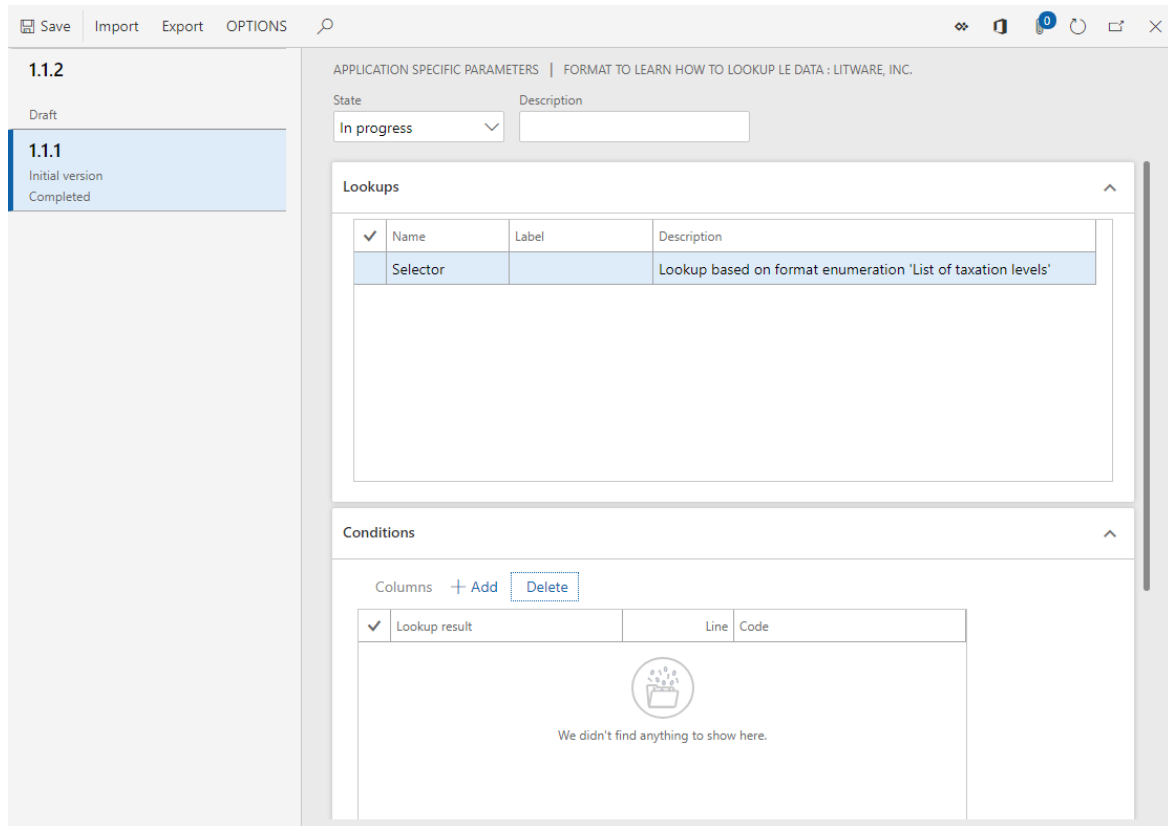 Save Import Export OPTIONS 0
1.1.2
Draft
1.1.1
Initial version
Completed
APPLICATION SPECIFIC PARAMETERS | FORMAT TO LEARN HOW TO LOOKUP LE DATA : LITWARE, INC.
State Description
In progress
Lookups
Name Label Description
Selector Lookup based on format enumeration 'List of taxation levels'
Conditions
Columns + Add Delete
Lookup result Line Code
We didn't find anything to show here.